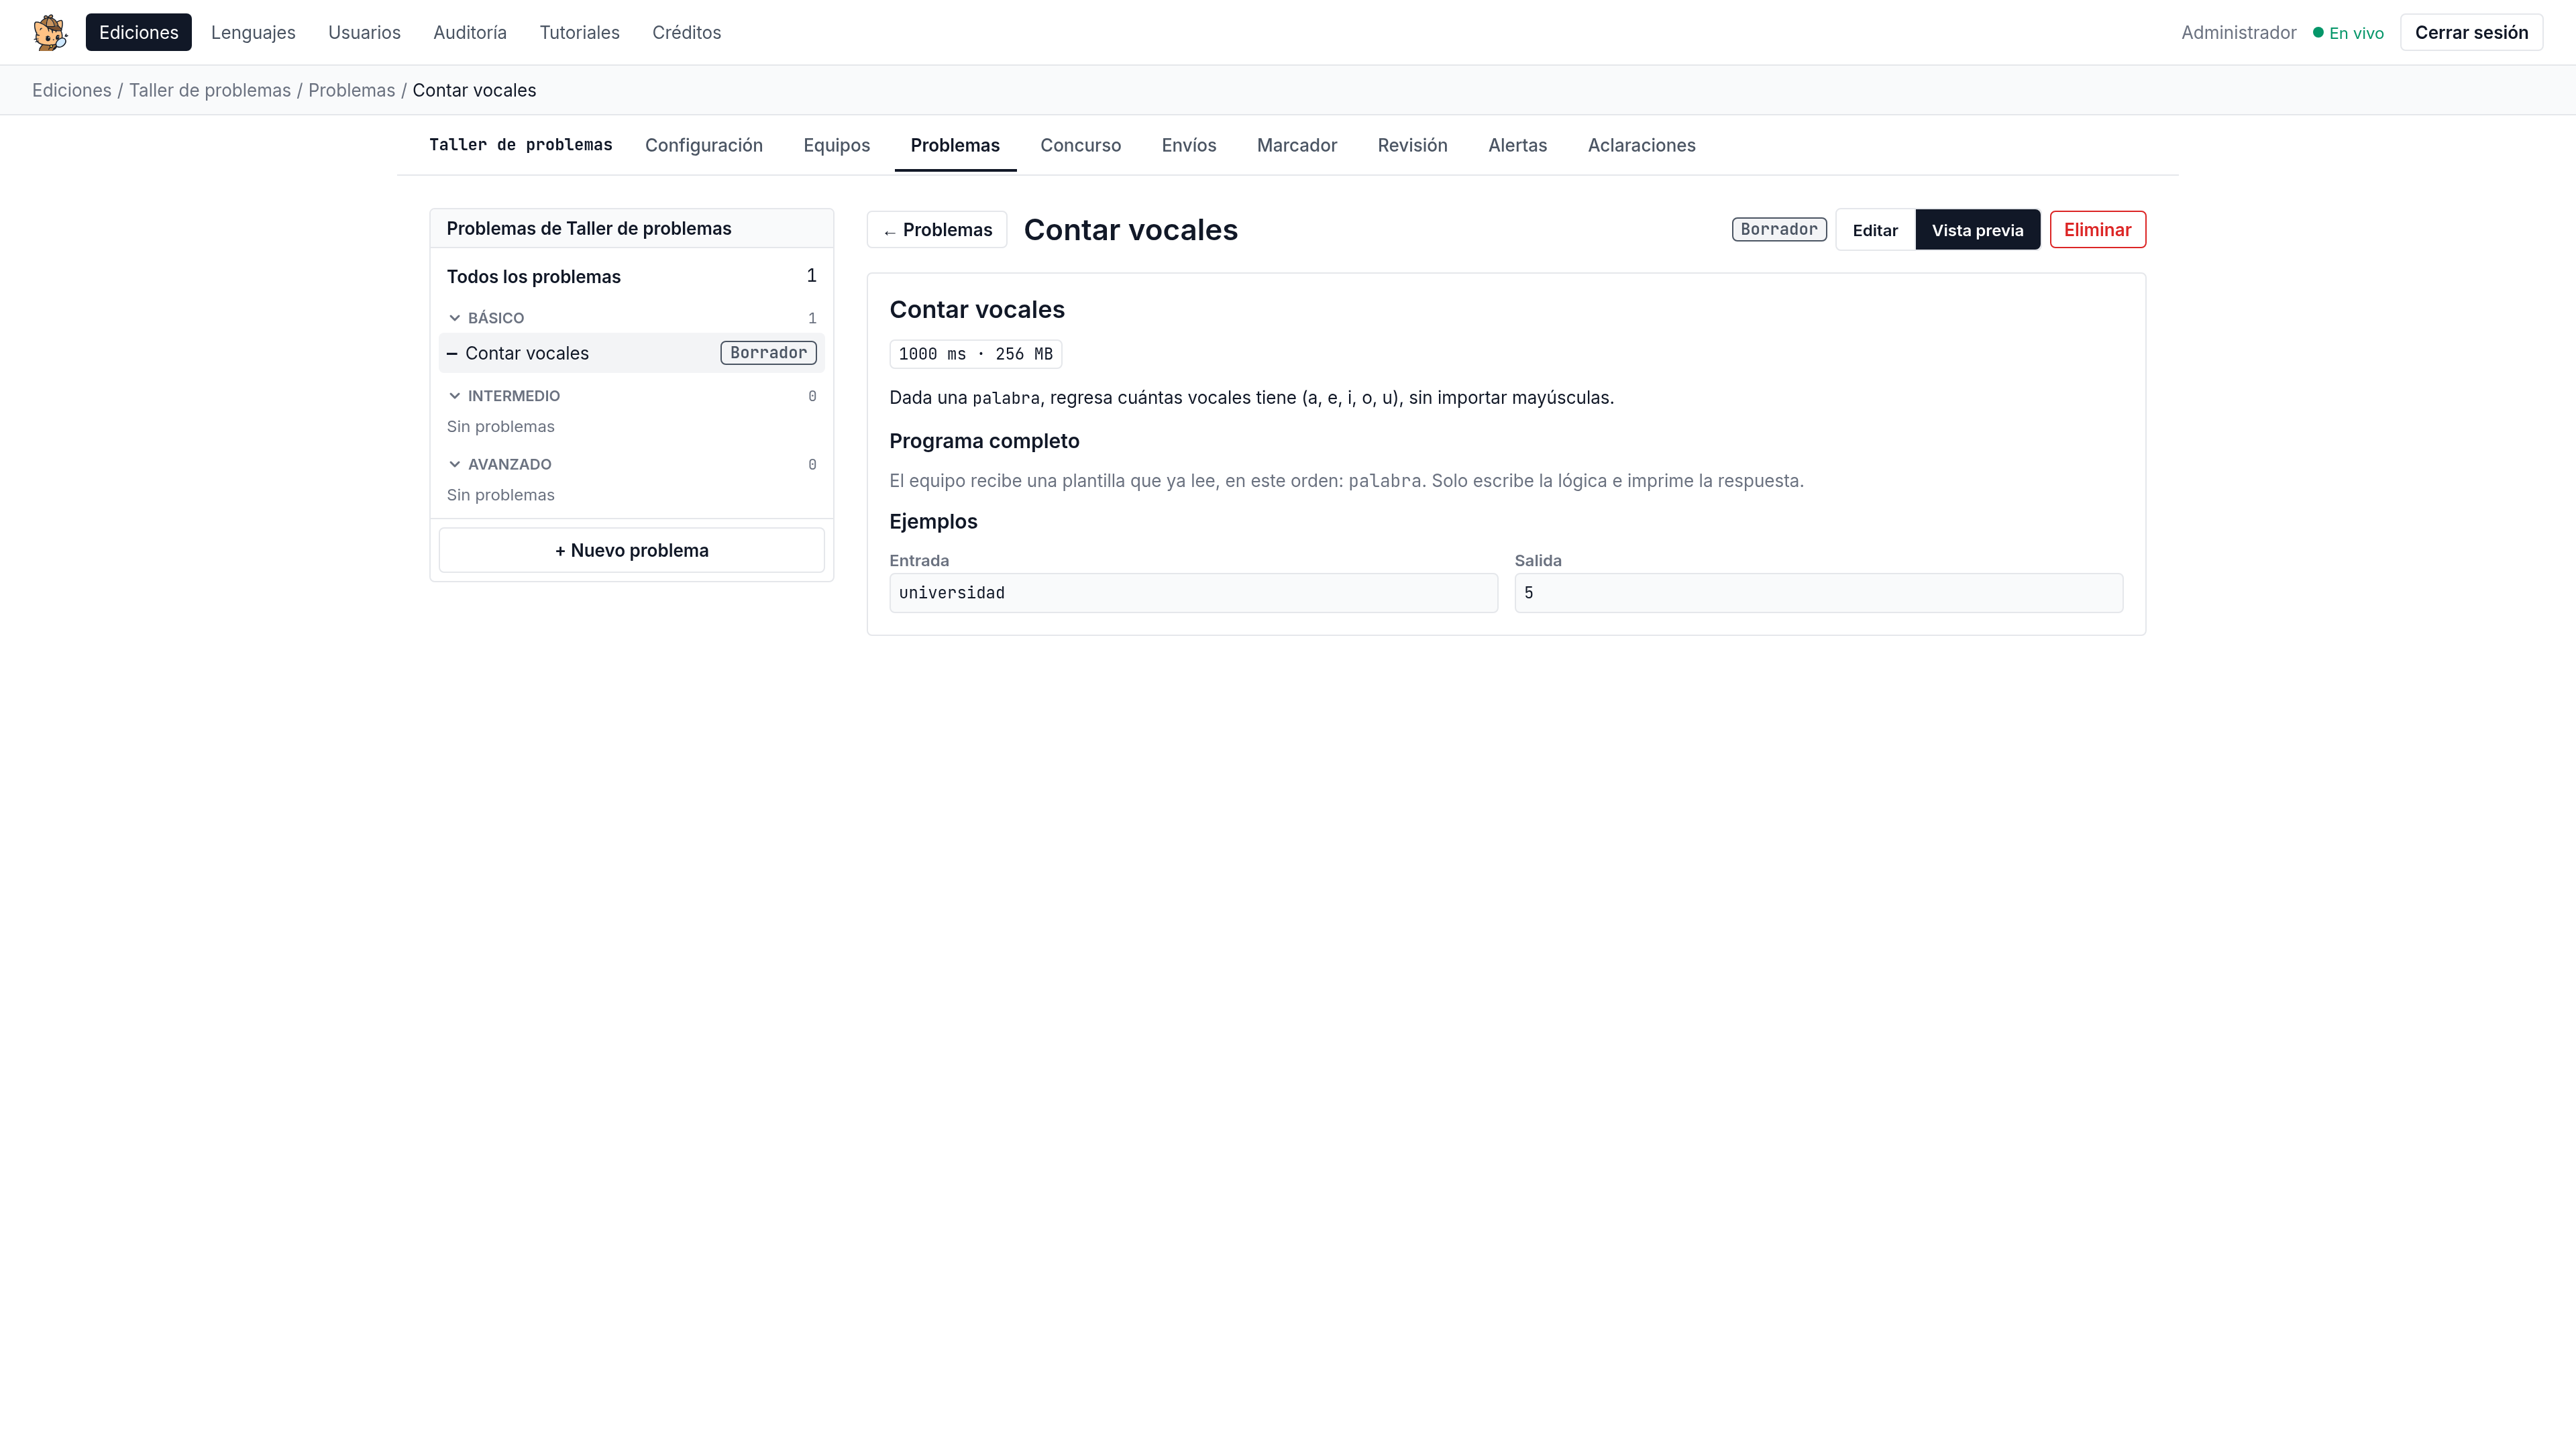 Ediciones Lenguajes Usuarios Auditoría Tutoriales Créditos Administrador En vivo Cerrar sesión
Ediciones / Taller de problemas / Problemas / Contar vocales
Taller de problemas Configuración Equipos Problemas Concurso Envíos Marcador Revisión Alertas Aclaraciones
Problemas de Taller de problemas
Todos los problemas 1
BÁSICO 1
– Contar vocales Borrador
INTERMEDIO 0
Sin problemas
AVANZADO 0
Sin problemas
+ Nuevo problema
← Problemas Contar vocales Borrador Editar Vista previa Eliminar
Contar vocales
1000 ms · 256 MB
Dada una palabra, regresa cuántas vocales tiene (a, e, i, o, u), sin importar mayúsculas.
Programa completo
El equipo recibe una plantilla que ya lee, en este orden: palabra. Solo escribe la lógica e imprime la respuesta.
Ejemplos
Entrada Salida
universidad 5